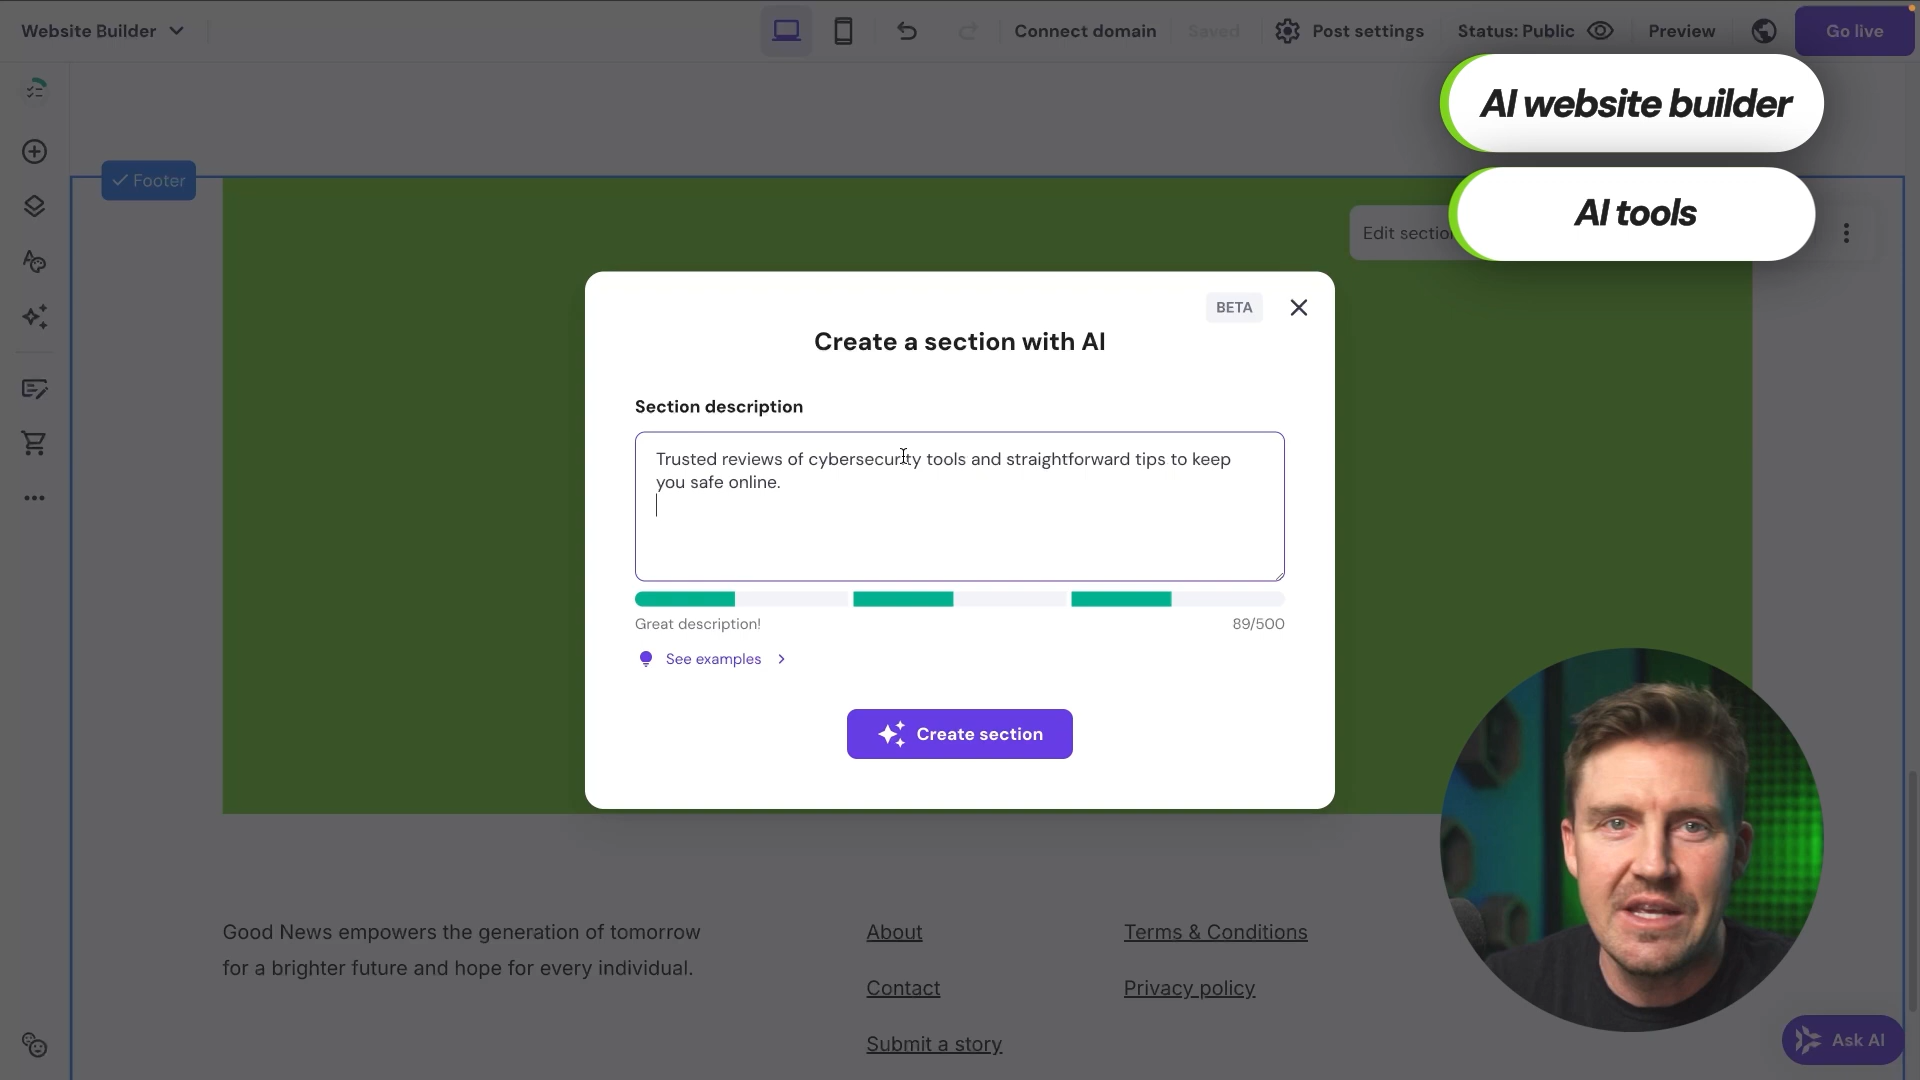 Website Builder
Connect domain
Saved
Post settings
Status: Public
Preview
Go live
AI website builder
Footer
Edit section
AI tools
BETA
Create a section with AI
Section description
Trusted reviews of cybersecurity tools and straightforward tips to keep
you safe online.
Great description!
89/500
See examples
Create section
Good News empowers the generation of tomorrow
for a brighter future and hope for every individual.
About
Terms & Conditions
Contact
Privacy policy
Submit a story
Ask AI